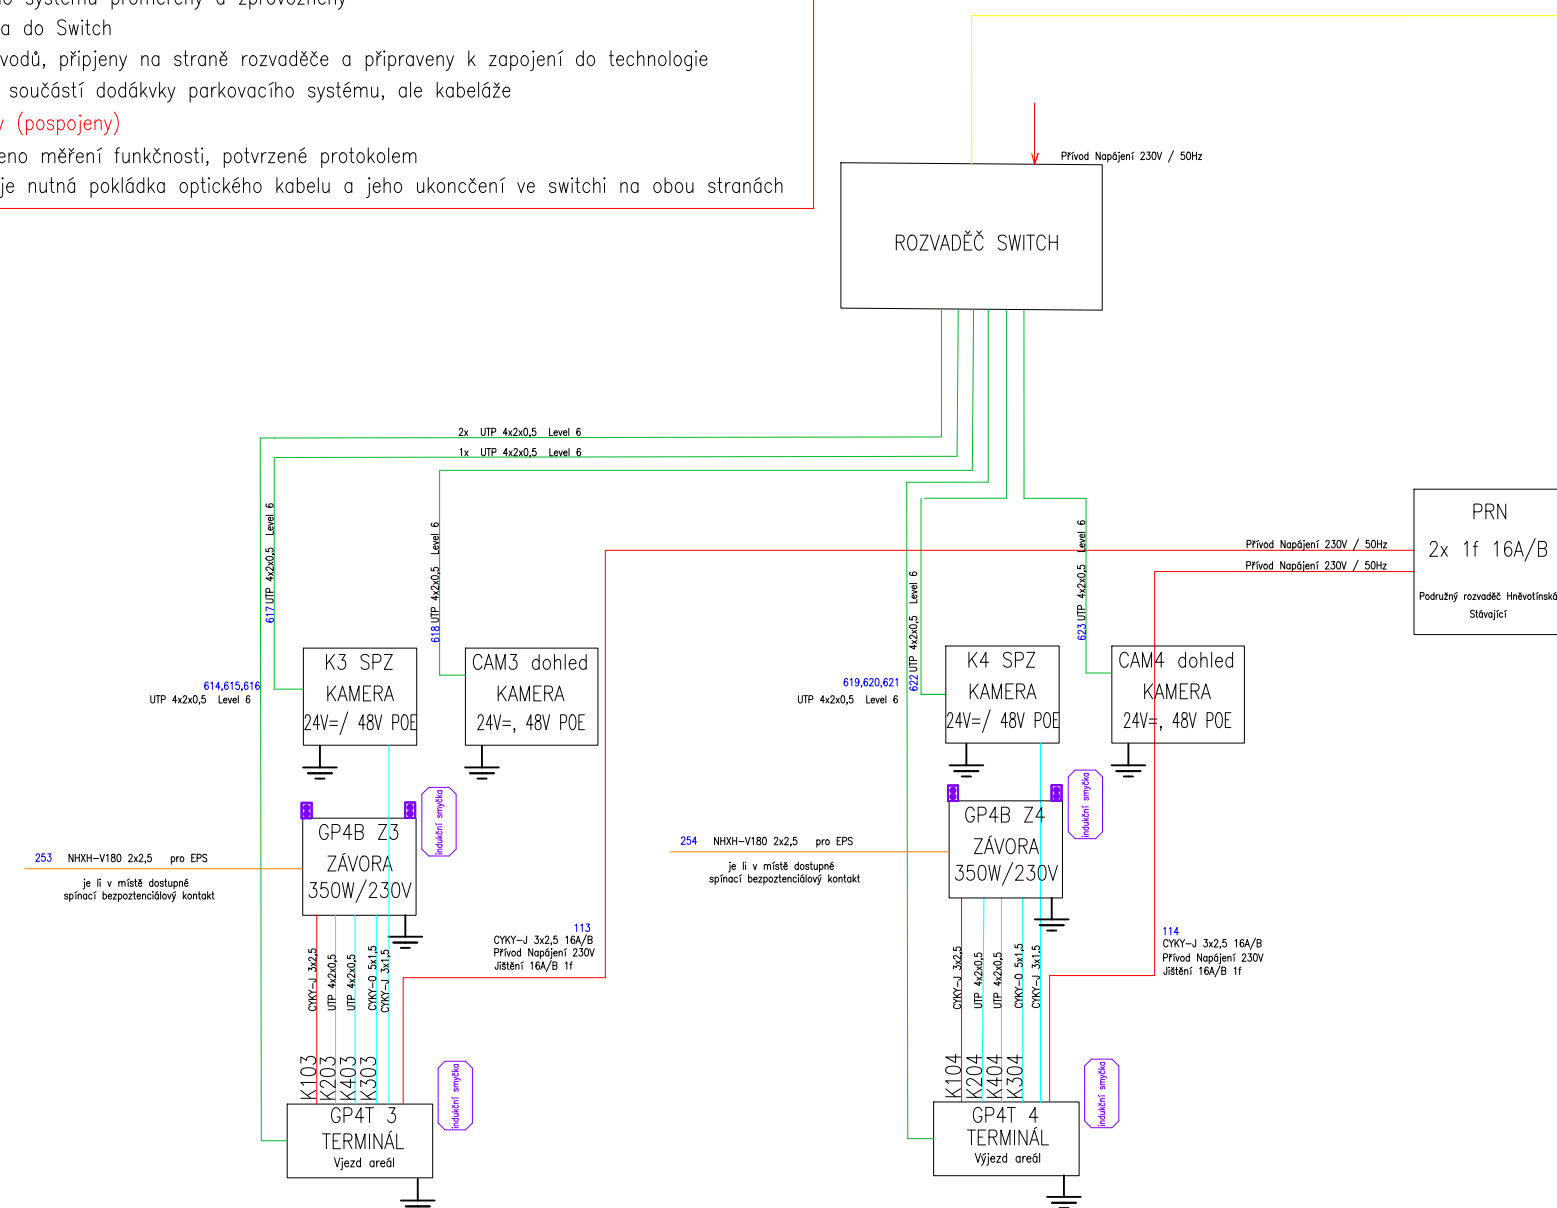 do systému proměřeny a zprovozněny
a do Switch
vodů, připjeny na straně rozvaděče a připraveny k zapojení do technologie
součástí dodákvky parkovacího systému, ale kabeláže
(pospojeny)
eno měření funkčnosti, potvrzené protokolem
je nutná pokládka optického kabelu a jeho ukoncčení ve switchi na obou stranách
Přívod Napájení 230V / 50Hz
ROZVADĚČ SWITCH
2x UTP 4x2x0,5 Level 6
1x UTP 4x2x0,5 Level 6
617 UTP 4x2x0,5 Level 6
618 UTP 4x2x0,5 Level 6
622 UTP 4x2x0,5 Level 6
623 UTP 4x2x0,5 Level 6
Přívod Napájení 230V / 50Hz
Přívod Napájení 230V / 50Hz
PRN
2x 1f 16A/B
Podružný rozvaděč Hněvotínská
Stávající
614,615,616
UTP 4x2x0,5 Level 6
K3 SPZ
KAMERA
24V=/ 48V POE
CAM3 dohled
KAMERA
24V=, 48V POE
619,620,621
UTP 4x2x0,5 Level 6
K4 SPZ
KAMERA
24V=/ 48V POE
CAM4 dohled
KAMERA
24V=, 48V POE
indukční smyčka
GP4B Z3
ZÁVORA
350W/230V
253 NHXH-V180 2x2,5 pro EPS
je li v místě dostupné
spínací bezpoztenciálový kontakt
indukční smyčka
GP4B Z4
ZÁVORA
350W/230V
254 NHXH-V180 2x2,5 pro EPS
je li v místě dostupné
spínací bezpoztenciálový kontakt
113
CYKY-J 3x2,5 16A/B
Přívod Napájení 230V
Jištění 16A/B 1f
114
CYKY-J 3x2,5 16A/B
Přívod Napájení 230V
Jištění 16A/B 1f
CYKY-J 3x2,5
UTP 4x2x0,5
UTP 4x2x0,5
CYKY-O 5x1,5
CYKY-J 3x1,5
CYKY-J 3x2,5
UTP 4x2x0,5
UTP 4x2x0,5
CYKY-O 5x1,5
CYKY-J 3x1,5
K103
K203
K403
K303
K104
K204
K404
K304
GP4T 3
TERMINÁL
Vjezd areál
indukční smyčka
GP4T 4
TERMINÁL
Výjezd areál
indukční smyčka